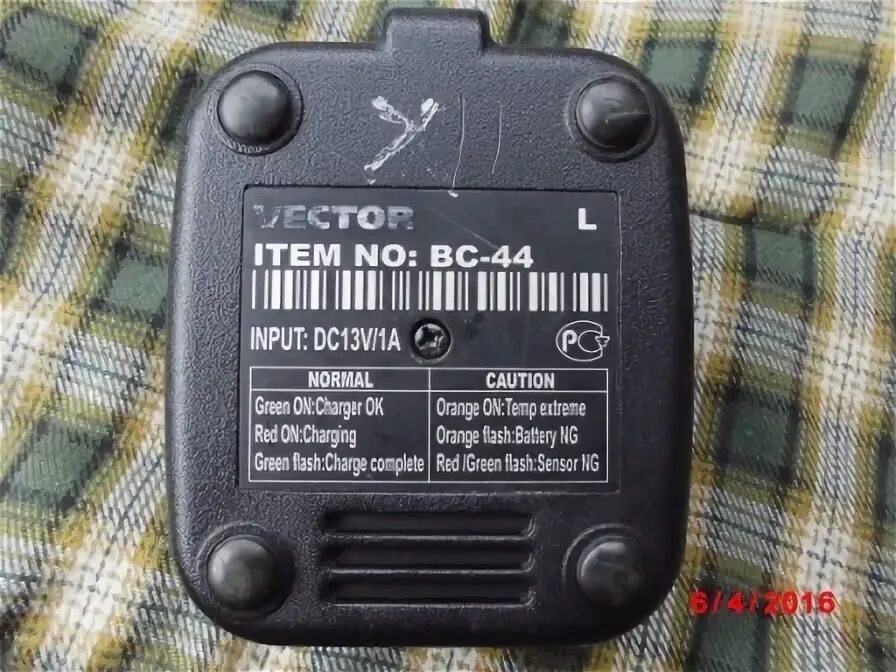 VECTOR L
ITEM NO: BC-44
INPUT: DC13V/1A
NORMAL CAUTION
Green ON:Charger OK Orange ON:Temp extreme
Red ON:Charging Orange flash:Battery NG
Green flash:Charge complete Red /Green flash:Sensor NG
6/4/2016